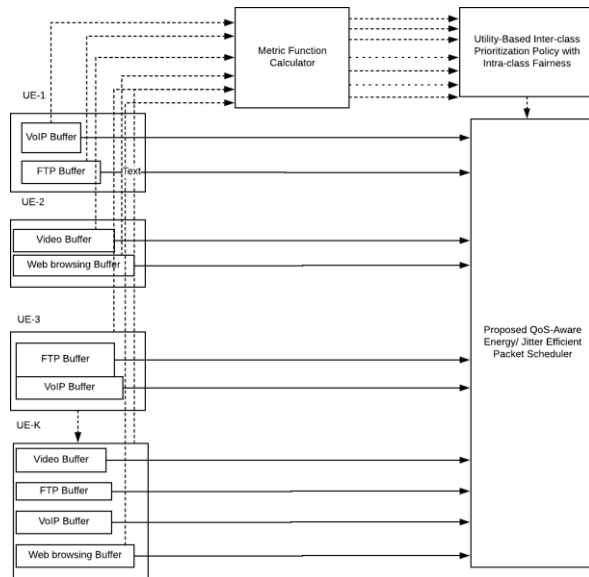 Metric Function
Calculator
Utility-Based Inter-class
Prioritization Policy with
Intra-class Fairness
UE-1
VoIP Buffer
FTP Buffer
Text
UE-2
Video Buffer
Web browsing Buffer
UE-3
FTP Buffer
VoIP Buffer
Proposed QoS-Aware
Energy/ Jitter Efficient
Packet Scheduler
UE-K
Video Buffer
FTP Buffer
VoIP Buffer
Web browsing Buffer